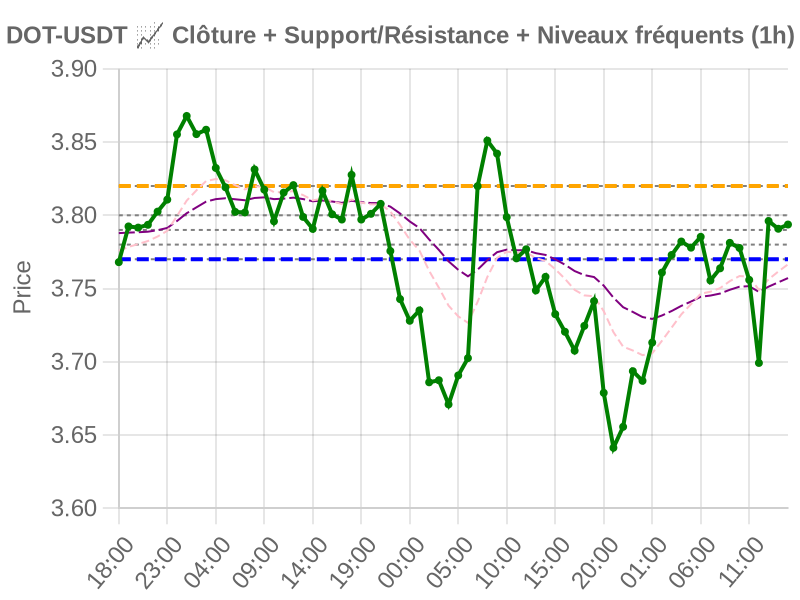 DOT-USDT 📈 Clôture + Support/Résistance + Niveaux fréquents (1h)
3.90
3.85
3.80
3.75
3.70
3.65
3.60
Price
18:00 23:00 04:00 09:00 14:00 19:00 00:00 05:00 10:00 15:00 20:00 01:00 06:00 11:00